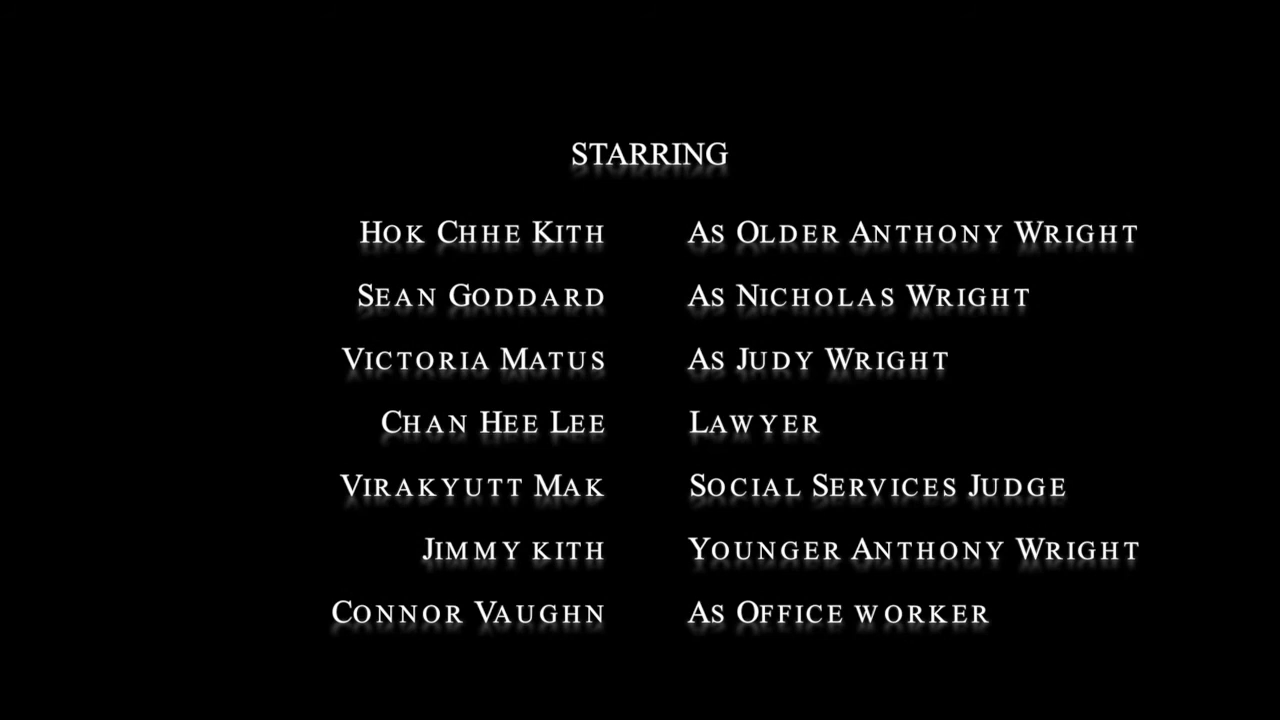 STARRING
Hok Chhe Kith As Older Anthony Wright
Sean Goddard As Nicholas Wright
Victoria Matus As Judy Wright
Chan Hee Lee Lawyer
Virakyutt Mak Social Services Judge
Jimmy kith Younger Anthony Wright
Connor Vaughn As Office worker